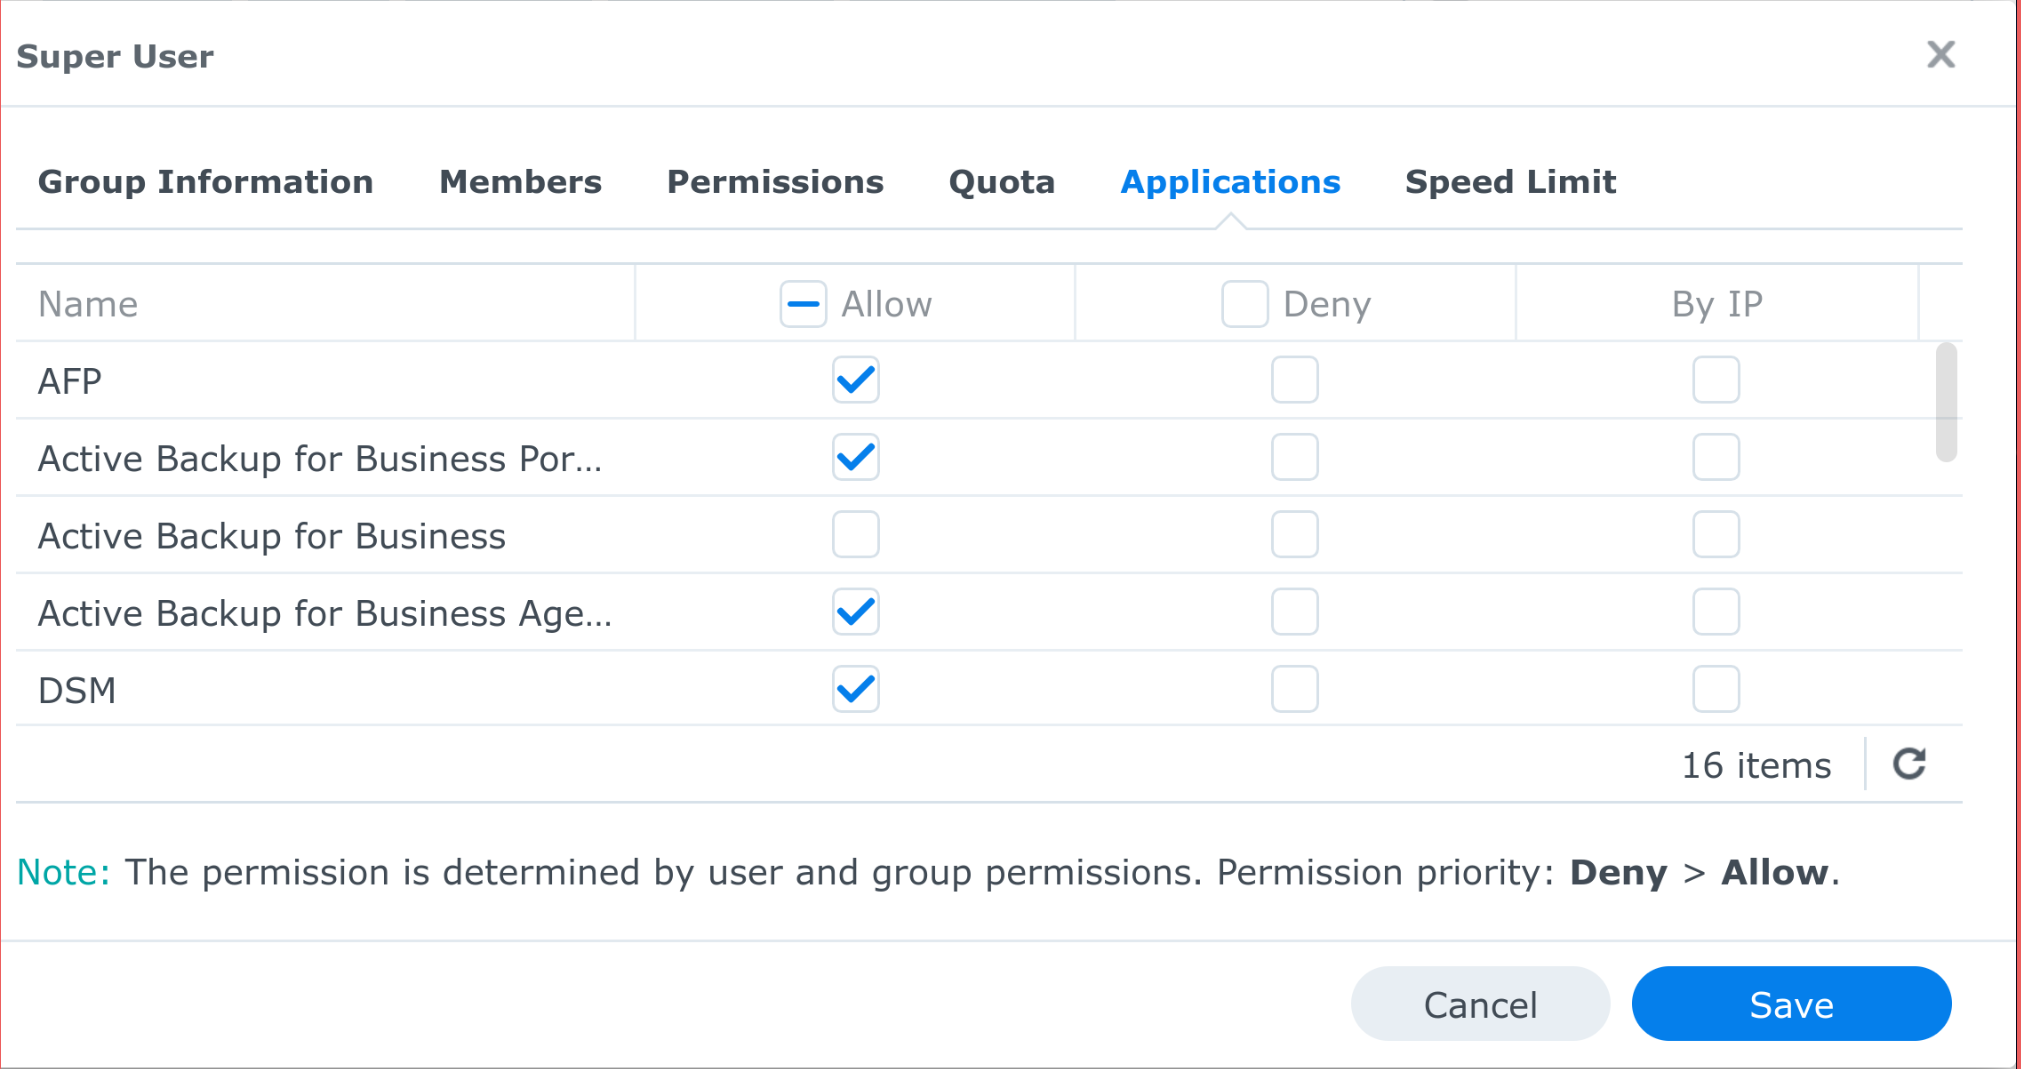 Super User
Group Information Members Permissions Quota Applications Speed Limit
Name Allow Deny By IP
AFP
Active Backup for Business Por...
Active Backup for Business
Active Backup for Business Age...
DSM
16 items
Note: The permission is determined by user and group permissions. Permission priority: Deny > Allow.
Cancel Save